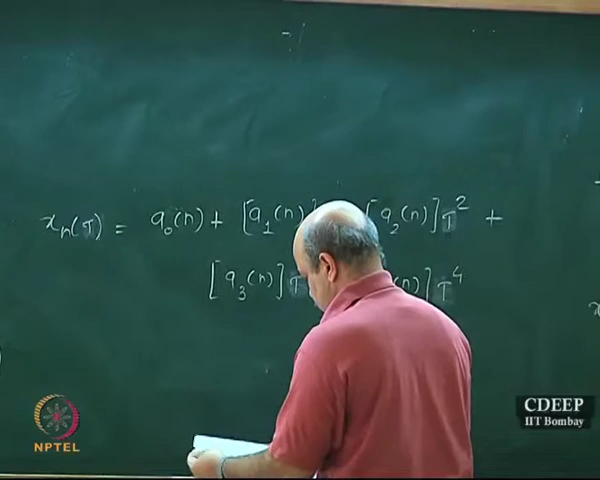 x_n(τ) = a_0(n) + [a_1(n) [a_2(n)] τ^2 +
[a_3(n)] τ (n)] τ^4
NPTEL
CDEEP
IIT Bombay